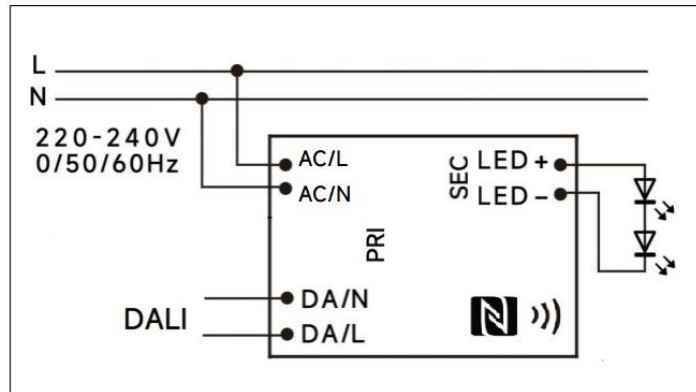 L
N
220-240V
0/50/60Hz
AC/L
AC/N
PRI
SEC
LED +
LED -
DALI
DA/N
DA/L